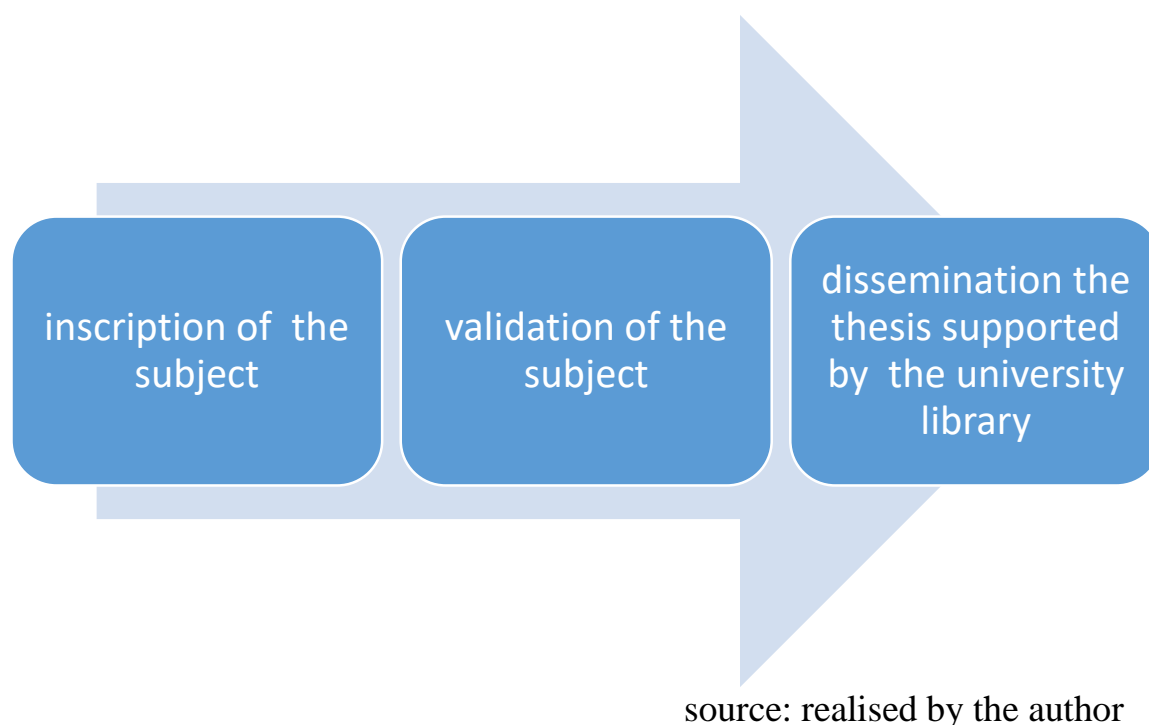 inscription of the
subject
validation of the
subject
dissemination the
thesis supported
by the university
library
source: realised by the author